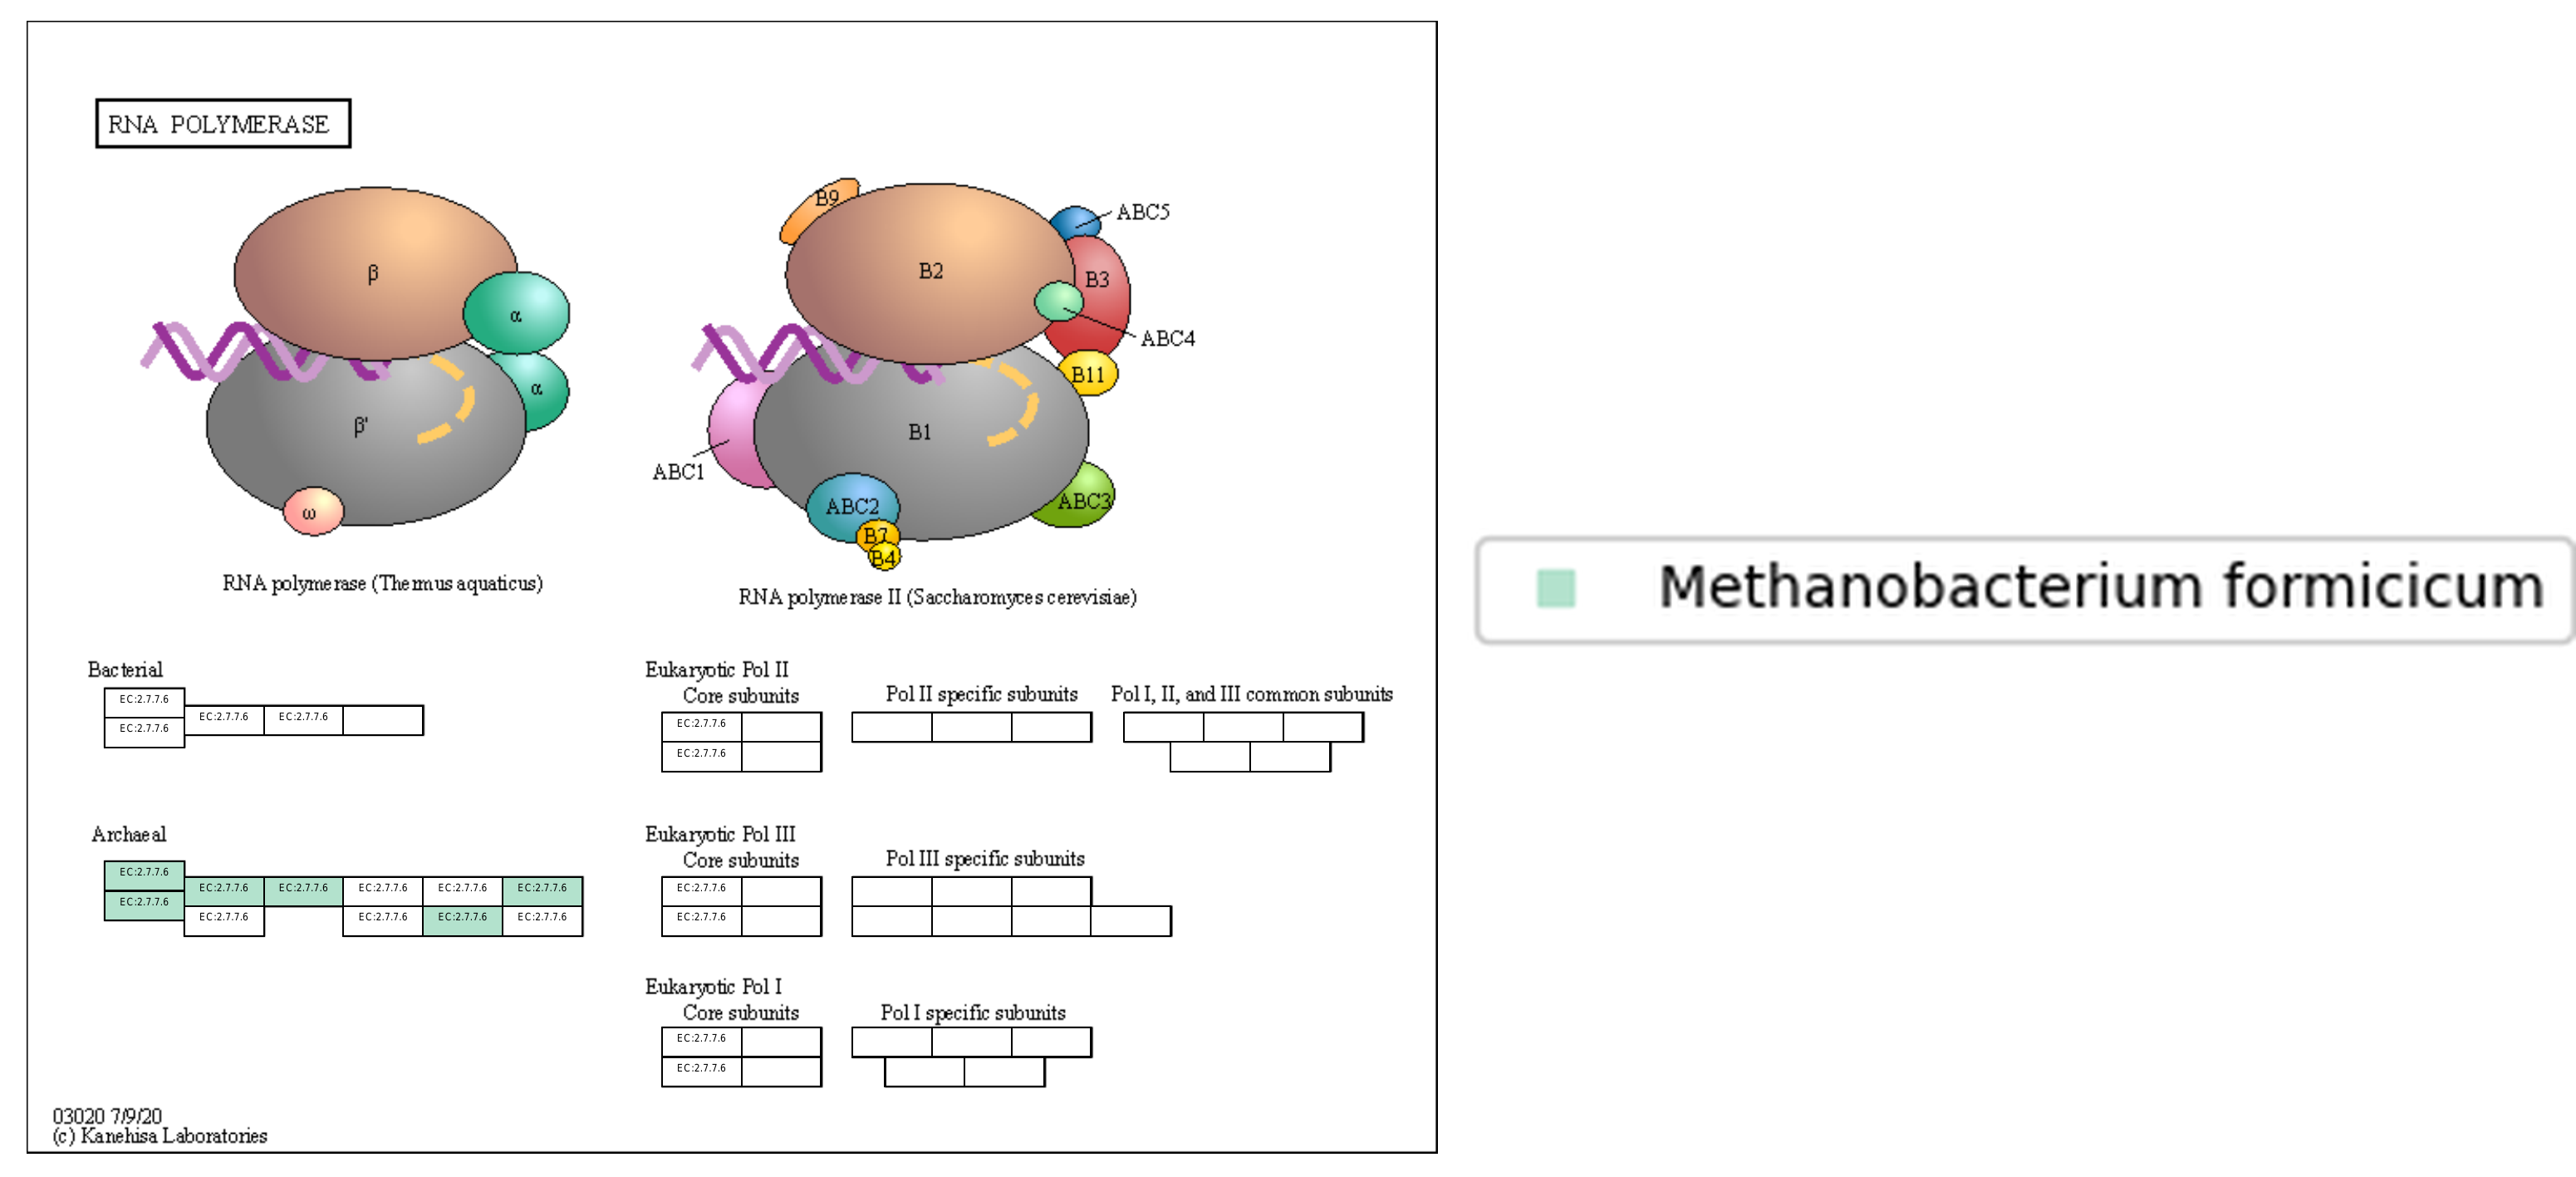 RNA POLYMERASE
β
α
α
β'
ω
RNA polymerase (Thermus aquaticus)
B9
B2
ABC5
B3
ABC4
B11
B1
ABC1
ABC2
B7
B4
ABC3
RNA polymerase II (Saccharomyces cerevisiae)
Methanobacterium formicicum
Bacterial
EC:2.7.7.6
EC:2.7.7.6 EC:2.7.7.6
EC:2.7.7.6
Eukaryotic Pol II
Core subunits
EC:2.7.7.6
EC:2.7.7.6
Pol II specific subunits
Pol I, II, and III common subunits
Archaeal
EC:2.7.7.6
EC:2.7.7.6 EC:2.7.7.6 EC:2.7.7.6 EC:2.7.7.6 EC:2.7.7.6
EC:2.7.7.6
EC:2.7.7.6 EC:2.7.7.6 EC:2.7.7.6 EC:2.7.7.6
Eukaryotic Pol III
Core subunits
EC:2.7.7.6
EC:2.7.7.6
Pol III specific subunits
Eukaryotic Pol I
Core subunits
EC:2.7.7.6
EC:2.7.7.6
Pol I specific subunits
03020 7/9/20
(c) Kanehisa Laboratories